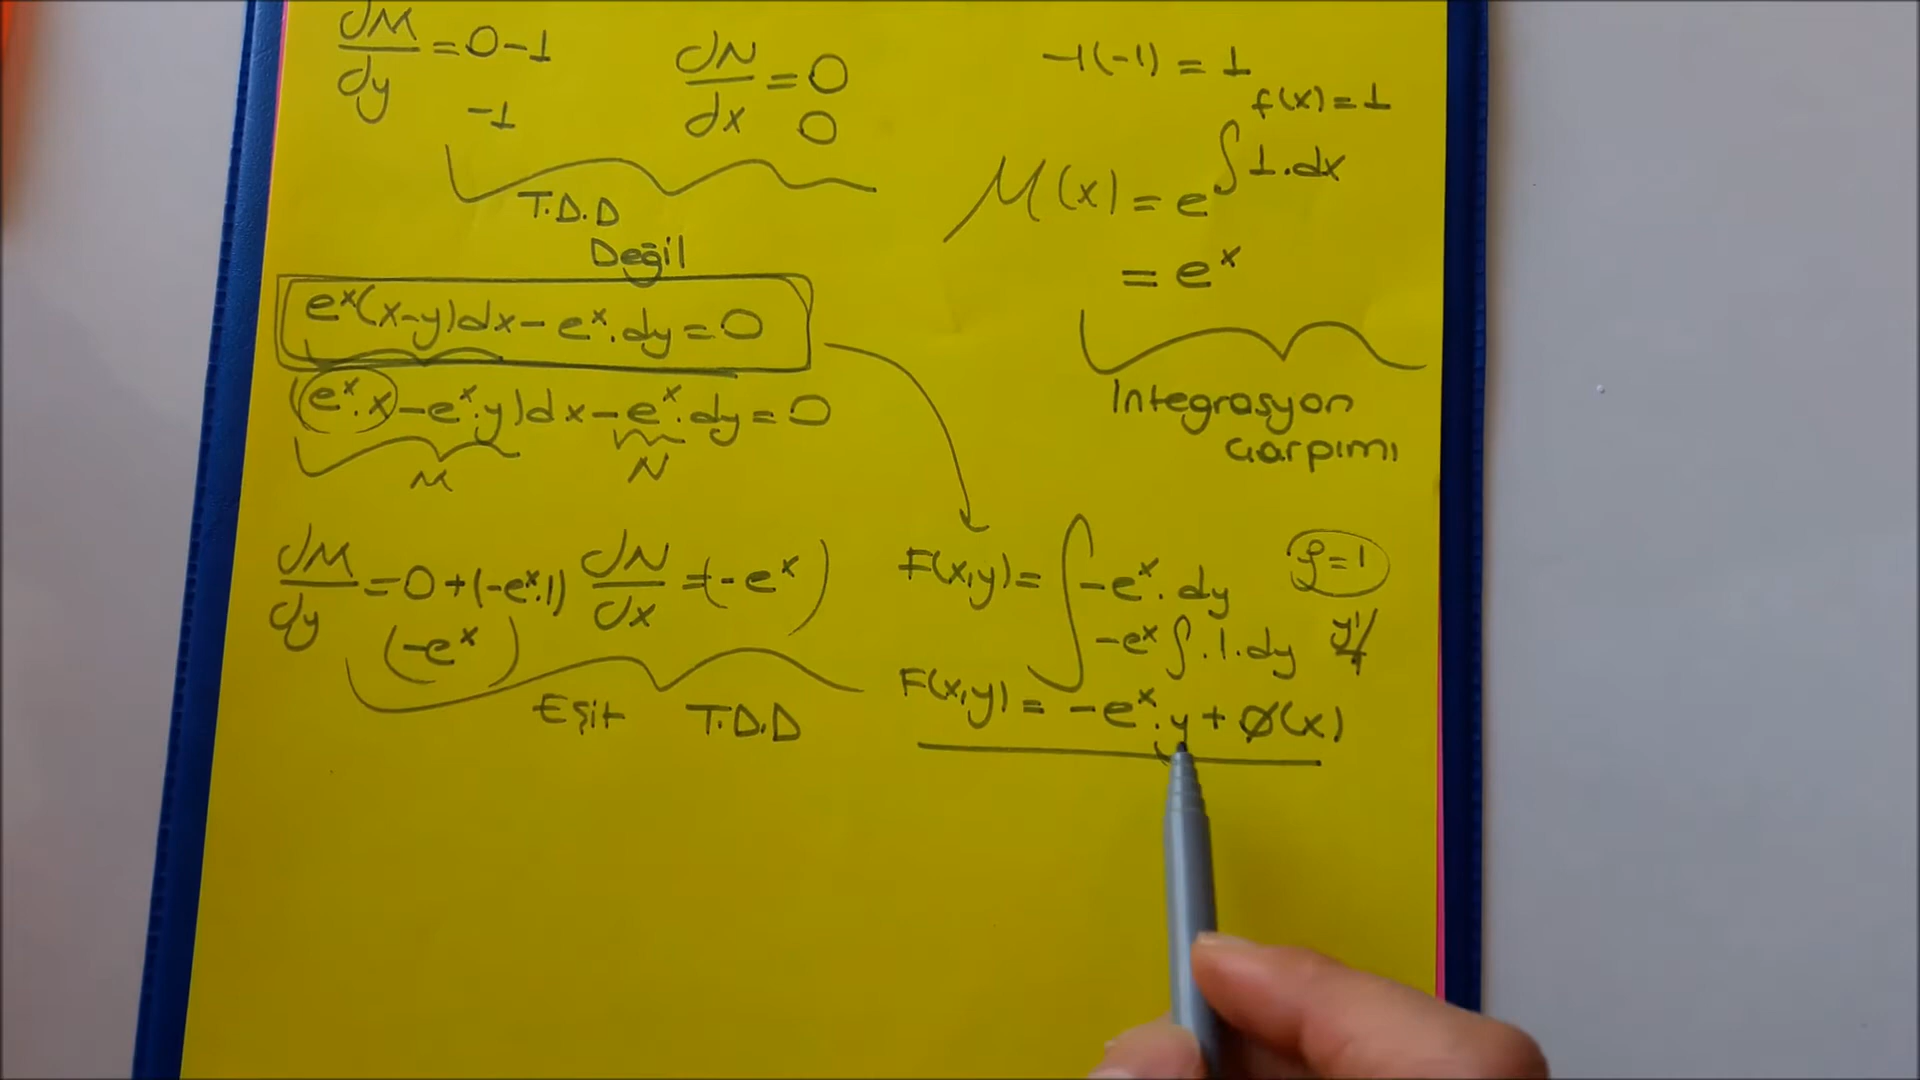 dM/dy = 0 - 1
-1
dN/dx = 0
0
T.D.D
Değil
e^x(x-y)dx - e^x.dy = 0
(e^x.x - e^x.y)dx - e^x.dy = 0
M N
dM/dy = 0 + (-e^x.1)
(-e^x)
dN/dx = (-e^x)
Eşit T.D.D
-1(-1) = 1
f(x) = 1
M(x) = e^∫1.dx
= e^x
Integrasyon
Çarpımı
F(x,y) = ∫ -e^x.dy
-e^x ∫.1.dy
F(x,y) = -e^x.y + Ø(x)